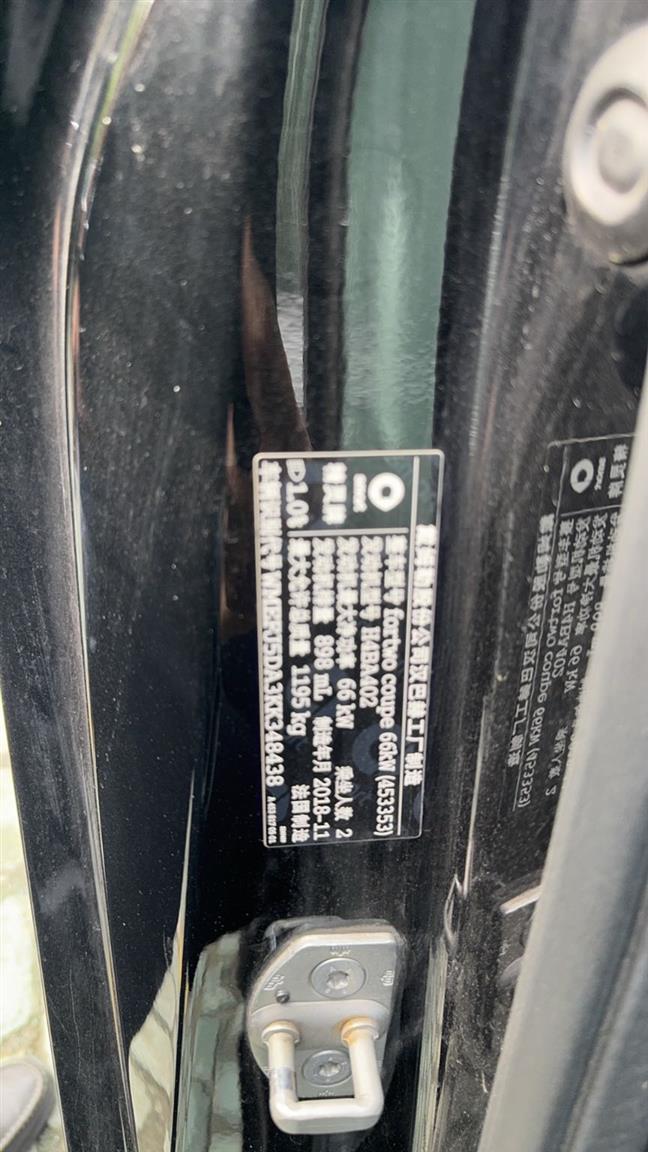 戴姆勒股份公司汉巴赫工厂制造
smart
整车型号 fortwo coupe 66kW (453353)
发动机型号 H4BA402
发动机最大净功率 66 kW 乘坐人数 2
发动机排量 898 mL 制造年月 2018-11
最大允许总质量 1195 kg 法国制造
车辆识别代号 WMEFJ5DA3KK348438